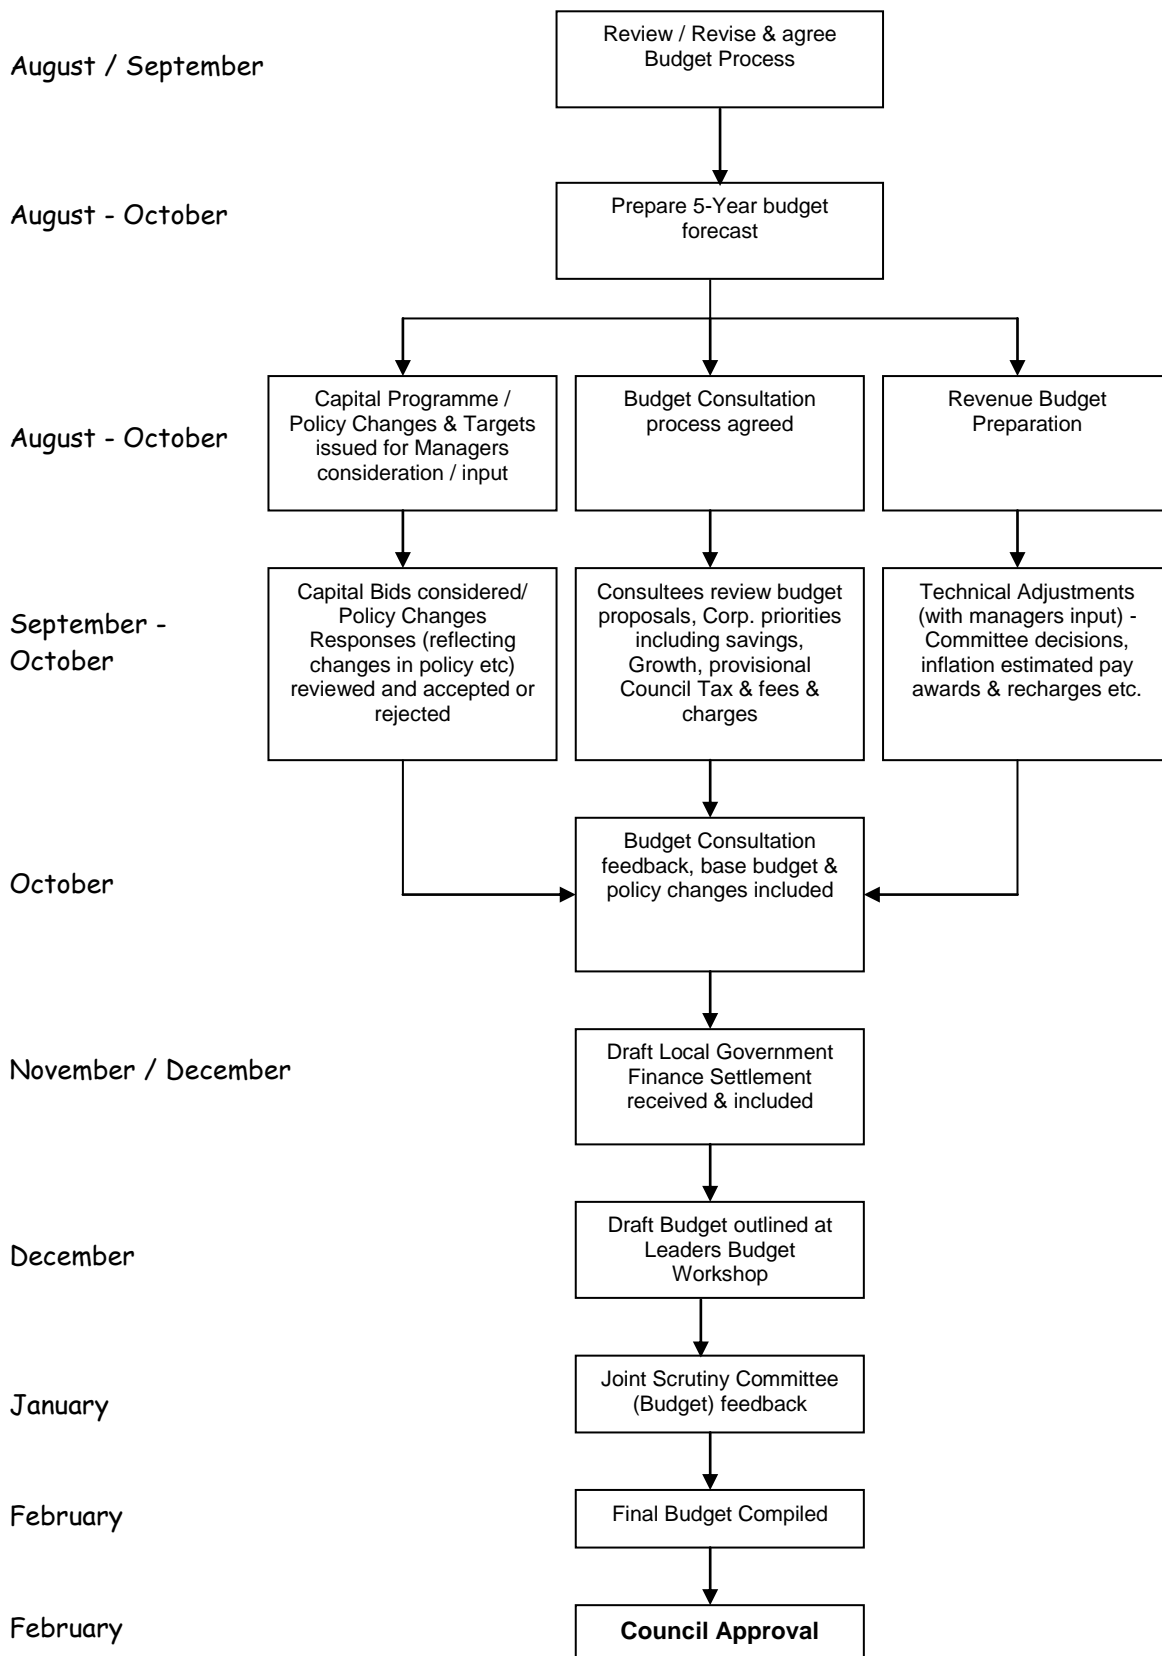 August / September
Review / Revise & agree
Budget Process
August - October
Prepare 5-Year budget
forecast
August - October
Capital Programme /
Policy Changes & Targets
issued for Managers
consideration / input
Budget Consultation
process agreed
Revenue Budget
Preparation
September -
October
Capital Bids considered/
Policy Changes
Responses (reflecting
changes in policy etc)
reviewed and accepted or
rejected
Consultees review budget
proposals, Corp. priorities
including savings,
Growth, provisional
Council Tax & fees &
charges
Technical Adjustments
(with managers input) -
Committee decisions,
inflation estimated pay
awards & recharges etc.
October
Budget Consultation
feedback, base budget &
policy changes included
November / December
Draft Local Government
Finance Settlement
received & included
December
Draft Budget outlined at
Leaders Budget
Workshop
January
Joint Scrutiny Committee
(Budget) feedback
February
Final Budget Compiled
February
Council Approval